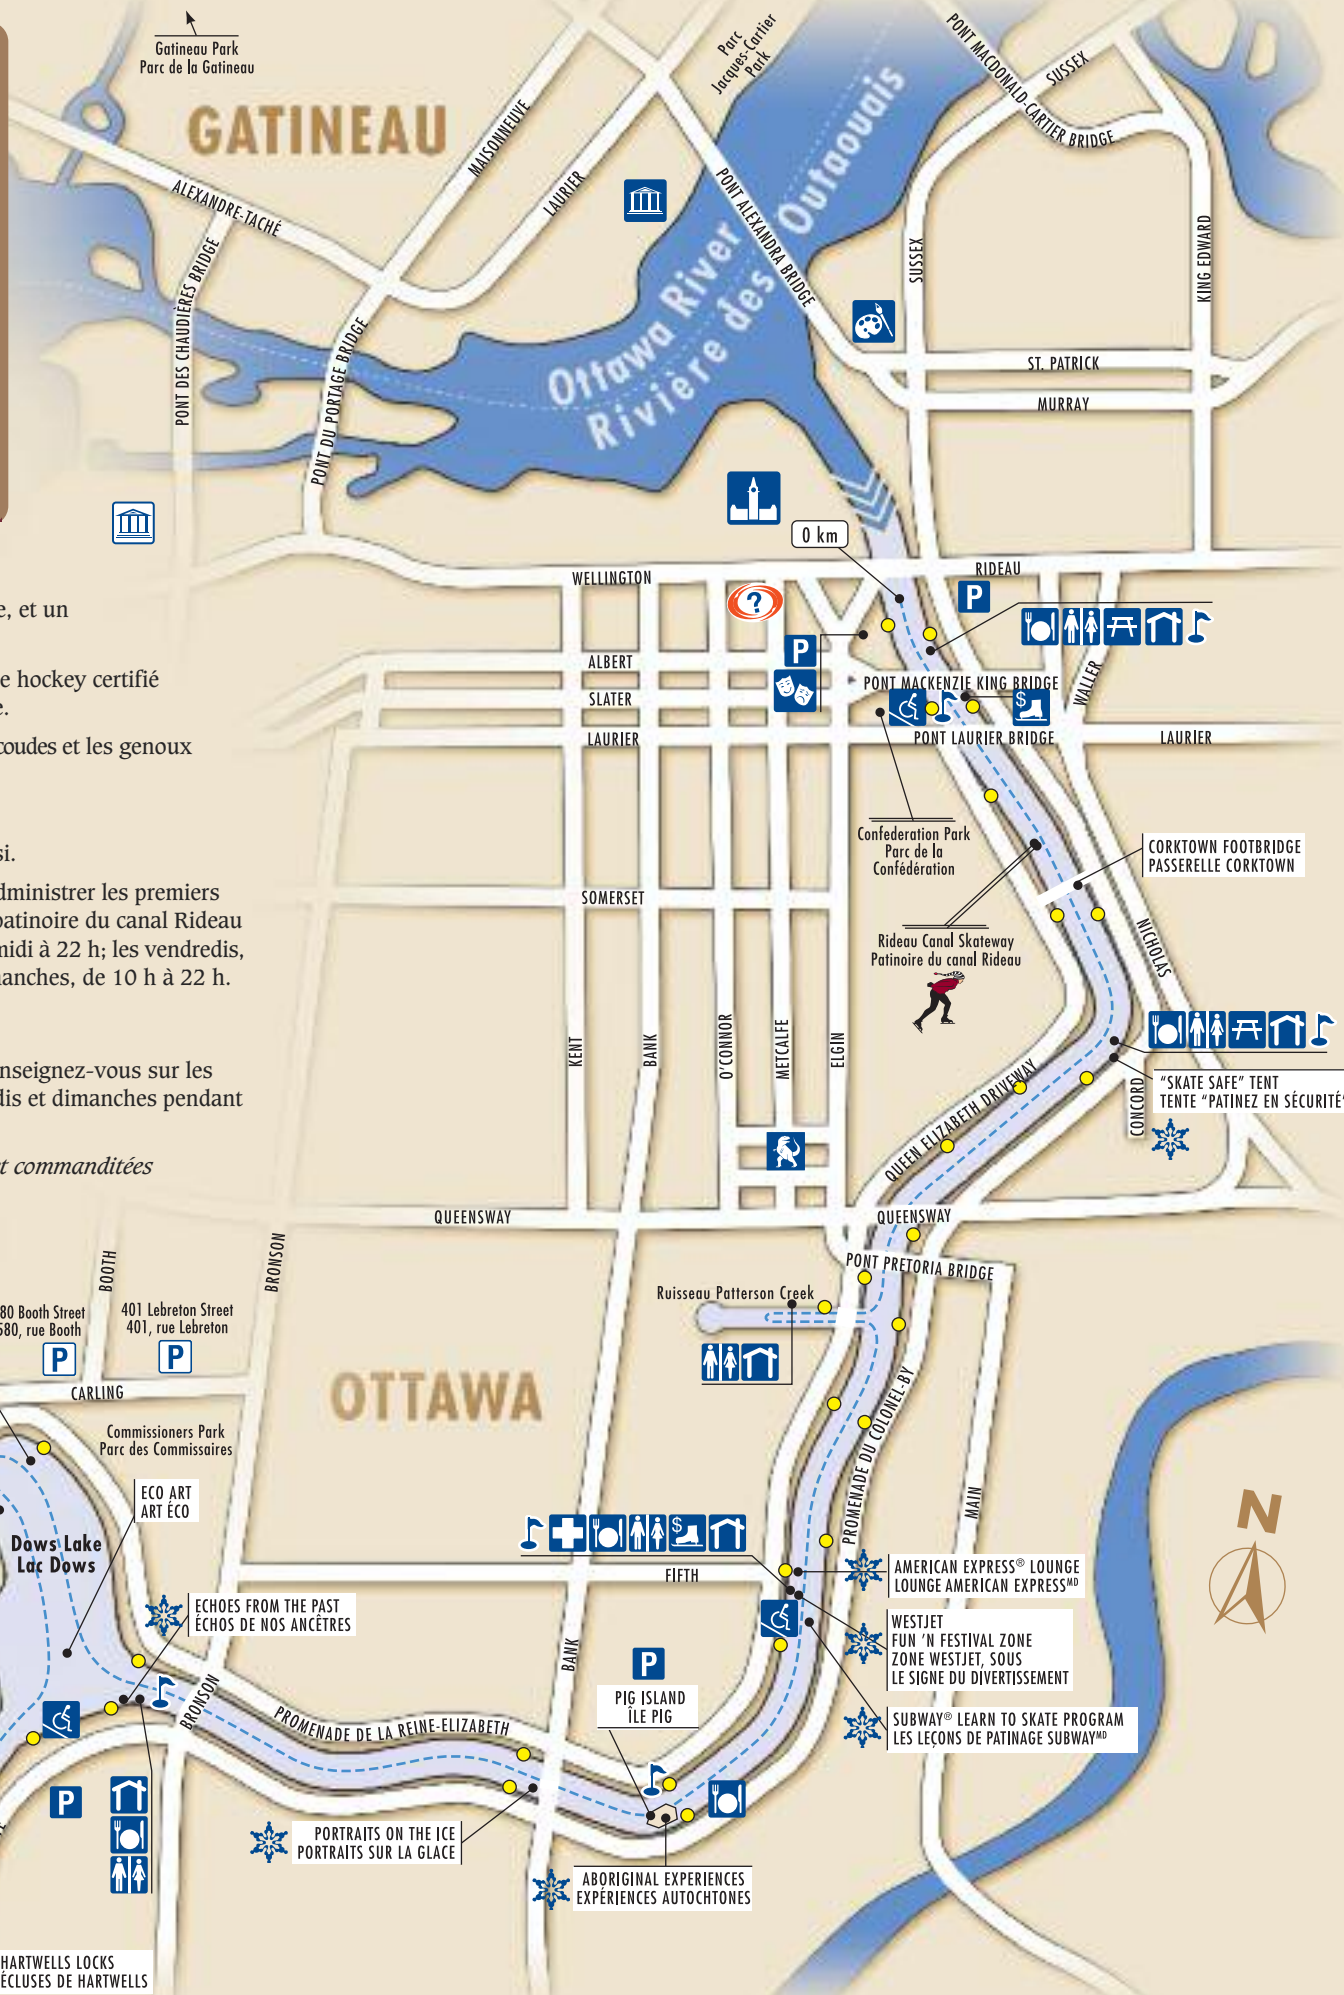 Gatineau Park
Parc de la Gatineau
GATINEAU
Parc
Jacques-Cartier
Park
PONT MACDONALD-CARTIER BRIDGE
SUSSEX
MAISONNEUVE
LAURIER
ALEXANDRE-TACHÉ
PONT DES CHAUDIÈRES BRIDGE
PONT DU PORTAGE BRIDGE
PONT ALEXANDRA BRIDGE
Ottawa River
Rivière des Outaouais
SUSSEX
KING EDWARD
ST. PATRICK
MURRAY
0 km
WELLINGTON
RIDEAU
?
P
P
ALBERT
SLATER
LAURIER
PONT MACKENZIE KING BRIDGE
$
WALLER
PONT LAURIER BRIDGE
LAURIER
e, et un
e hockey certifié
e.
coudes et les genoux
si.
dministrer les premiers
patinoire du canal Rideau
midi à 22 h; les vendredis,
manches, de 10 h à 22 h.
nseignez-vous sur les
dis et dimanches pendant
t commanditées
Confederation Park
Parc de la
Confédération
CORKTOWN FOOTBRIDGE
PASSERELLE CORKTOWN
SOMERSET
Rideau Canal Skateway
Patinoire du canal Rideau
NICHOLAS
KENT
BANK
O'CONNOR
METCALFE
ELGIN
QUEEN ELIZABETH DRIVEWAY
CONCORD
“SKATE SAFE” TENT
TENTE “PATINEZ EN SÉCURITÉ”
QUEENSWAY
QUEENSWAY
PONT PRETORIA BRIDGE
BOOTH
BRONSON
80 Booth Street
580, rue Booth
P
401 Lebreton Street
401, rue Lebreton
P
Ruisseau Patterson Creek
CARLING
OTTAWA
Commissioners Park
Parc des Commissaires
PROMENADE DU COLONEL-BY
MAIN
N
ECO ART
ART ÉCO
Dows Lake
Lac Dows
$
FIFTH
AMERICAN EXPRESS® LOUNGE
LOUNGE AMERICAN EXPRESS MD
ECHOES FROM THE PAST
ÉCHOS DE NOS ANCÊTRES
WESTJET
FUN 'N FESTIVAL ZONE
ZONE WESTJET, SOUS
LE SIGNE DU DIVERTISSEMENT
BANK
P
PIG ISLAND
ÎLE PIG
BRONSON
PROMENADE DE LA REINE-ELIZABETH
SUBWAY® LEARN TO SKATE PROGRAM
LES LEÇONS DE PATINAGE SUBWAY MD
P
PORTRAITS ON THE ICE
PORTRAITS SUR LA GLACE
ABORIGINAL EXPERIENCES
EXPÉRIENCES AUTOCHTONES
HARTWELLS LOCKS
ÉCLUSES DE HARTWELLS